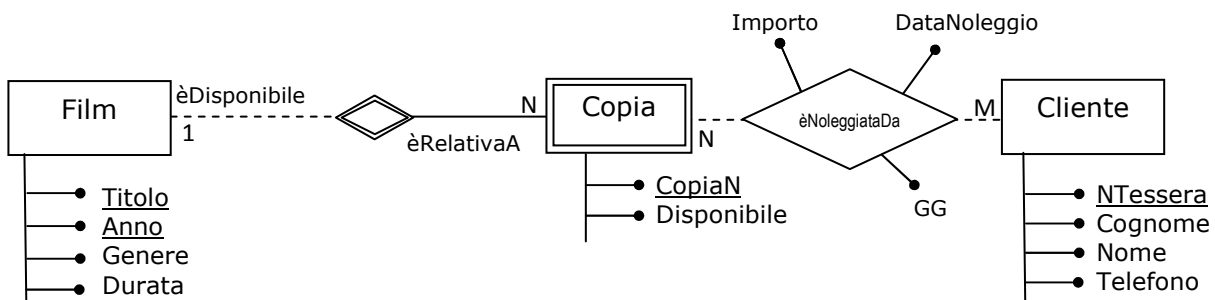 Importo
DataNoleggio
Film
èDisponibile
1
N
èRelativaA
Copia
N
èNoleggiataDa
M
Cliente
GG
Titolo
Anno
Genere
Durata
CopiaN
Disponibile
NTessera
Cognome
Nome
Telefono